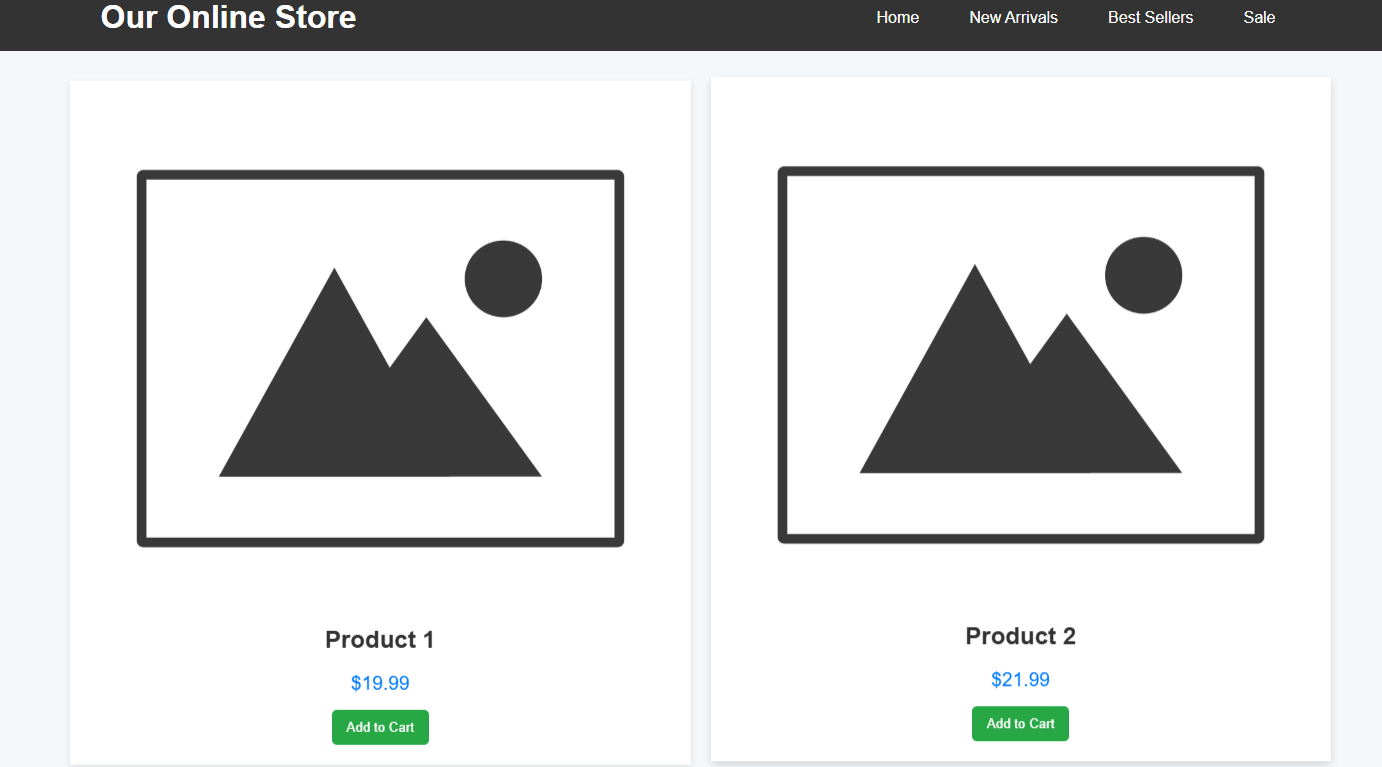 Our Online Store
Home New Arrivals Best Sellers Sale
Product 1
$19.99
Add to Cart
Product 2
$21.99
Add to Cart